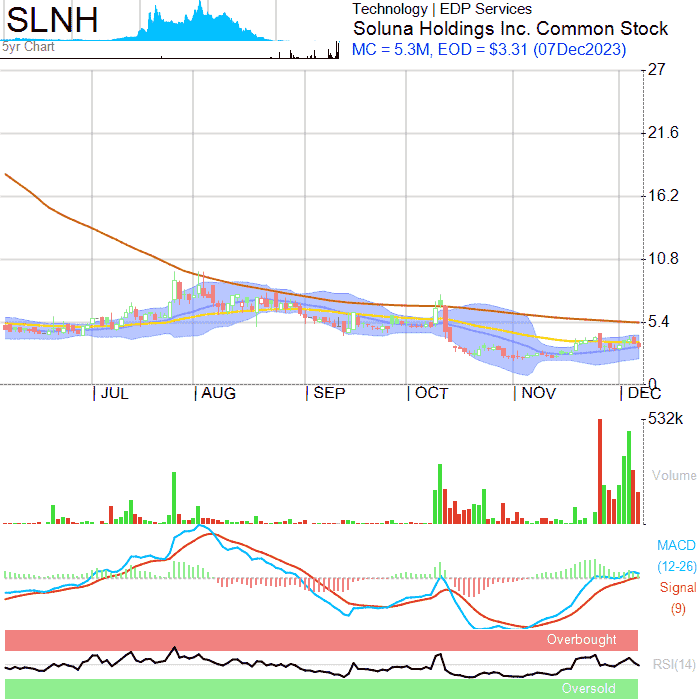 SLNH
5yr Chart
Technology | EDP Services
Soluna Holdings Inc. Common Stock
MC = 5.3M, EOD = $3.31 (07Dec2023)
27
21.6
16.2
10.8
5.4
0
JUL
AUG
SEP
OCT
NOV
DEC
532k
Volume
MACD
(12-26)
Signal
(9)
Overbought
RSI(14)
Oversold